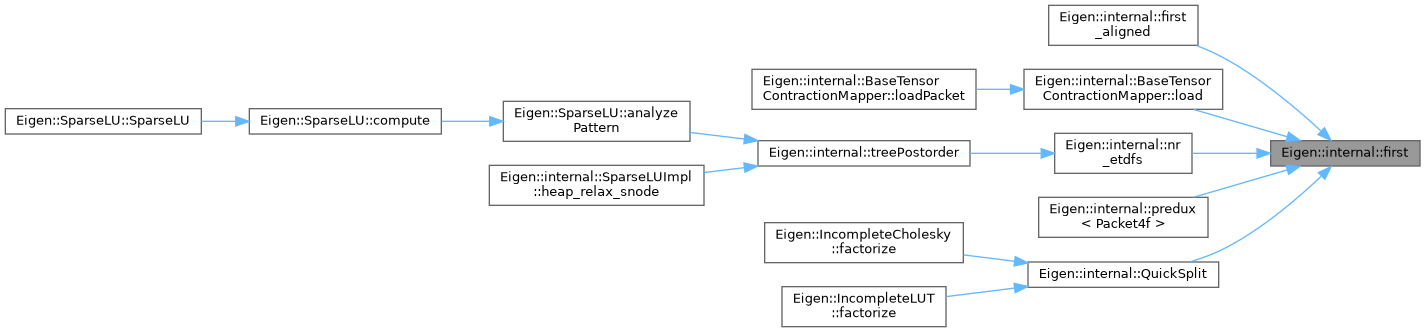 Eigen::internal::first
_aligned
Eigen::internal::BaseTensor
ContractionMapper::loadPacket
Eigen::internal::BaseTensor
ContractionMapper::load
Eigen::SparseLU::SparseLU
Eigen::SparseLU::compute
Eigen::SparseLU::analyze
Pattern
Eigen::internal::treePostorder
Eigen::internal::nr
_etdfs
Eigen::internal::first
Eigen::internal::SparseLUImpl
::heap_relax_snode
Eigen::internal::predux
< Packet4f >
Eigen::IncompleteCholesky
::factorize
Eigen::internal::QuickSplit
Eigen::IncompleteLUT
::factorize